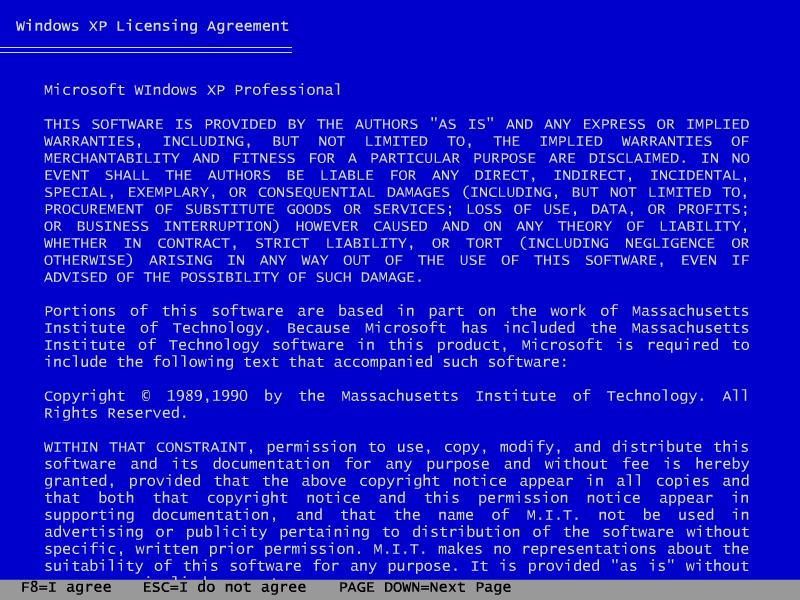 Windows XP Licensing Agreement
Microsoft WIndows XP Professional
THIS SOFTWARE IS PROVIDED BY THE AUTHORS "AS IS" AND ANY EXPRESS OR IMPLIED
WARRANTIES, INCLUDING, BUT NOT LIMITED TO, THE IMPLIED WARRANTIES OF
MERCHANTABILITY AND FITNESS FOR A PARTICULAR PURPOSE ARE DISCLAIMED. IN NO
EVENT SHALL THE AUTHORS BE LIABLE FOR ANY DIRECT, INDIRECT, INCIDENTAL,
SPECIAL, EXEMPLARY, OR CONSEQUENTIAL DAMAGES (INCLUDING, BUT NOT LIMITED TO,
PROCUREMENT OF SUBSTITUTE GOODS OR SERVICES; LOSS OF USE, DATA, OR PROFITS;
OR BUSINESS INTERRUPTION) HOWEVER CAUSED AND ON ANY THEORY OF LIABILITY,
WHETHER IN CONTRACT, STRICT LIABILITY, OR TORT (INCLUDING NEGLIGENCE OR
OTHERWISE) ARISING IN ANY WAY OUT OF THE USE OF THIS SOFTWARE, EVEN IF
ADVISED OF THE POSSIBILITY OF SUCH DAMAGE.
Portions of this software are based in part on the work of Massachusetts
Institute of Technology. Because Microsoft has included the Massachusetts
Institute of Technology software in this product, Microsoft is required to
include the following text that accompanied such software:
Copyright © 1989,1990 by the Massachusetts Institute of Technology. All
Rights Reserved.
WITHIN THAT CONSTRAINT, permission to use, copy, modify, and distribute this
software and its documentation for any purpose and without fee is hereby
granted, provided that the above copyright notice appear in all copies and
that both that copyright notice and this permission notice appear in
supporting documentation, and that the name of M.I.T. not be used in
advertising or publicity pertaining to distribution of the software without
specific, written prior permission. M.I.T. makes no representations about the
suitability of this software for any purpose. It is provided "as is" without
F8=I agree ESC=I do not agree PAGE DOWN=Next Page